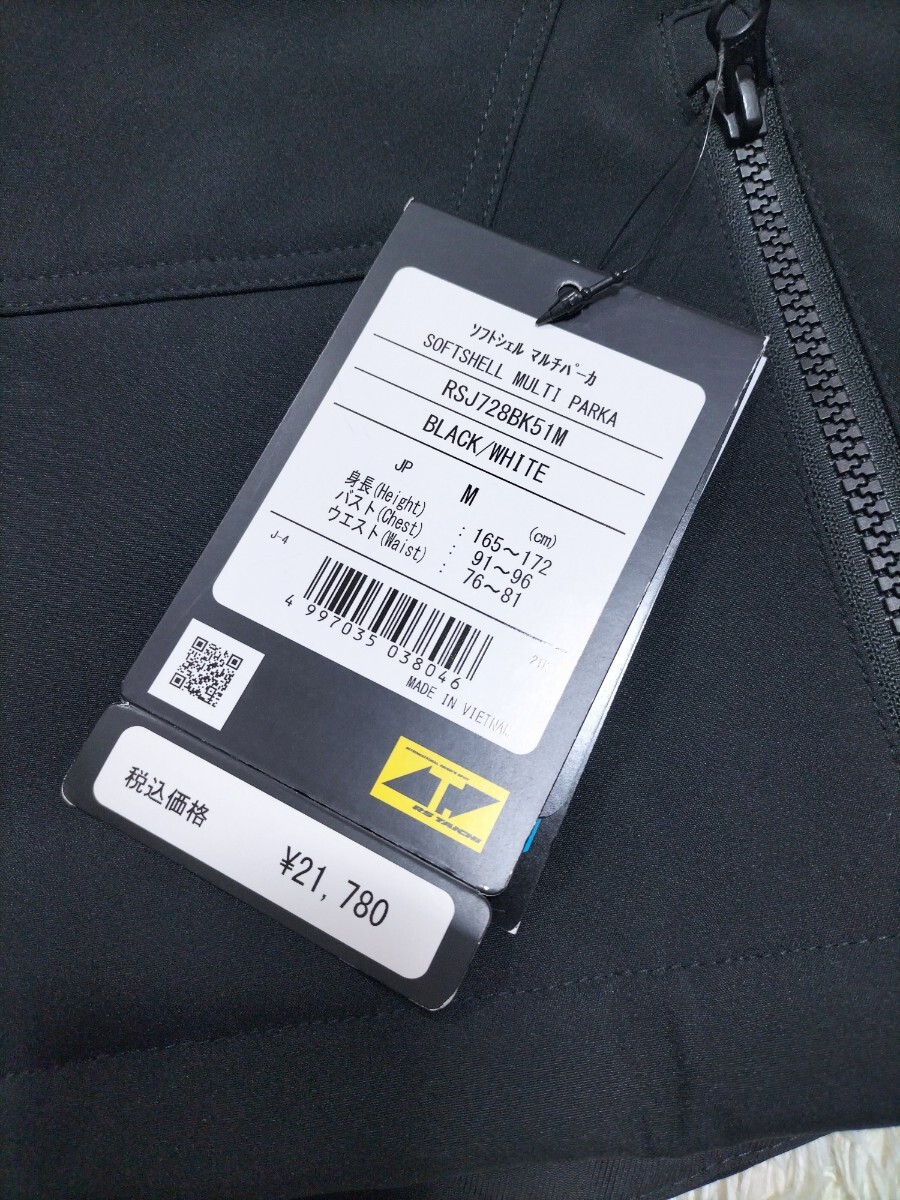 ソフトシェル マルチパーカ
SOFTSHELL MULTI PARKA
RSJ728BK51M
BLACK/WHITE
JP M (cm)
身長(Height) : 165～172
バスト(Chest) : 91～96
ウエスト(Waist) : 76～81
J-4
4 997035 038046
MADE IN VIETNAM
RS TAICHI
税込価格
¥21,780